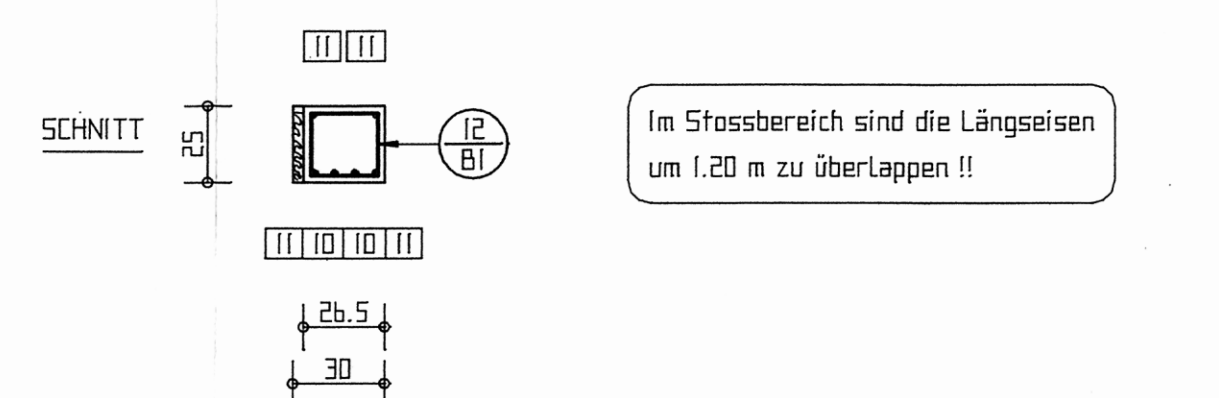 11 11
SCHNITT
25
12
B1
Im Stossbereich sind die Längseisen
um 1.20 m zu überlappen !!
11 10 10 11
26.5
30